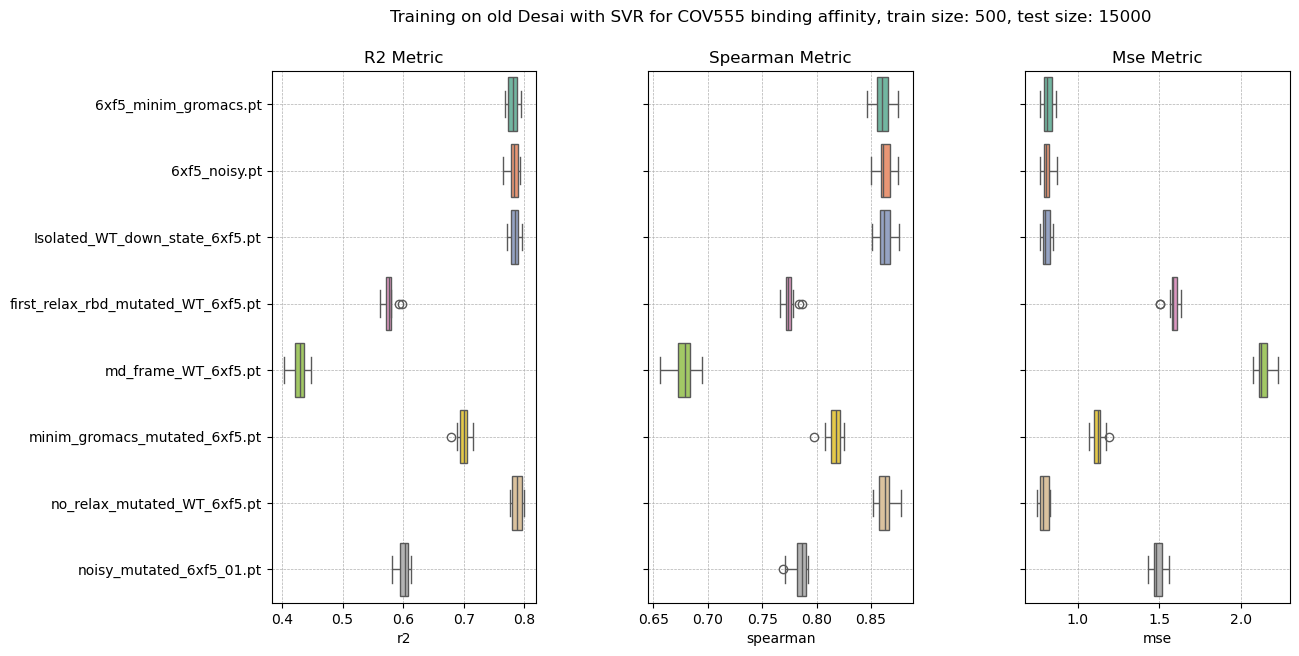 Training on old Desai with SVR for COV555 binding affinity, train size: 500, test size: 15000
R2 Metric
Spearman Metric
Mse Metric
6xf5_minim_gromacs.pt
6xf5_noisy.pt
Isolated_WT_down_state_6xf5.pt
first_relax_rbd_mutated_WT_6xf5.pt
md_frame_WT_6xf5.pt
minim_gromacs_mutated_6xf5.pt
no_relax_mutated_WT_6xf5.pt
noisy_mutated_6xf5_01.pt
0.4 0.5 0.6 0.7 0.8
0.65 0.70 0.75 0.80 0.85
1.0 1.5 2.0
r2
spearman
mse